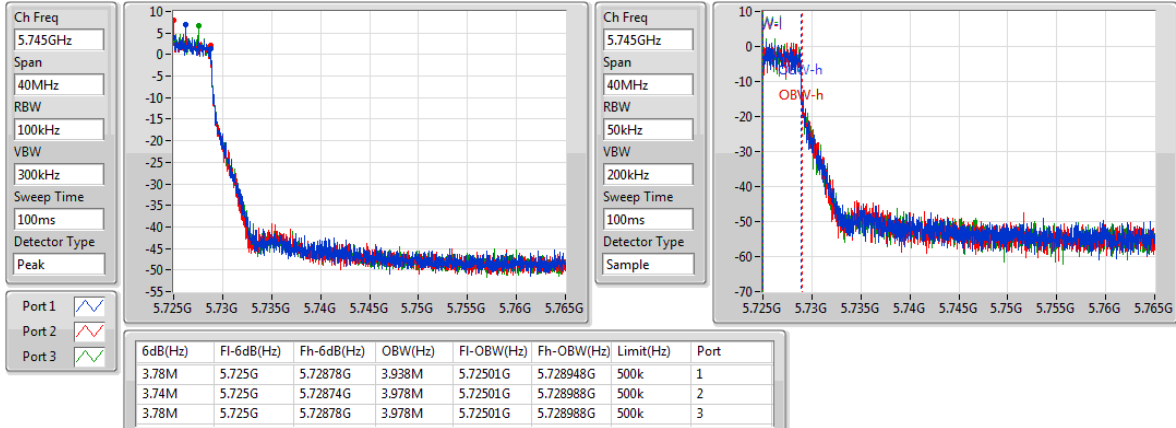 Ch Freq
5.745GHz
Span
40MHz
RBW
100kHz
VBW
300kHz
Sweep Time
100ms
Detector Type
Peak
Port 1
Port 2
Port 3
10
5
0
-5
-10
-15
-20
-25
-30
-35
-40
-45
-50
-55
5.725G 5.73G 5.735G 5.74G 5.745G 5.75G 5.755G 5.76G 5.765G
Ch Freq
5.745GHz
Span
40MHz
RBW
50kHz
VBW
200kHz
Sweep Time
100ms
Detector Type
Sample
10
0
-10
-20
-30
-40
-50
-60
-70
OBW-h
OBW-h
5.725G 5.73G 5.735G 5.74G 5.745G 5.75G 5.755G 5.76G 5.765G
6dB(Hz) Fl-6dB(Hz) Fh-6dB(Hz) OBW(Hz) Fl-OBW(Hz) Fh-OBW(Hz) Limit(Hz) Port
3.78M 5.725G 5.72878G 3.938M 5.72501G 5.728948G 500k 1
3.74M 5.725G 5.72874G 3.978M 5.72501G 5.728988G 500k 2
3.78M 5.725G 5.72878G 3.978M 5.72501G 5.728988G 500k 3